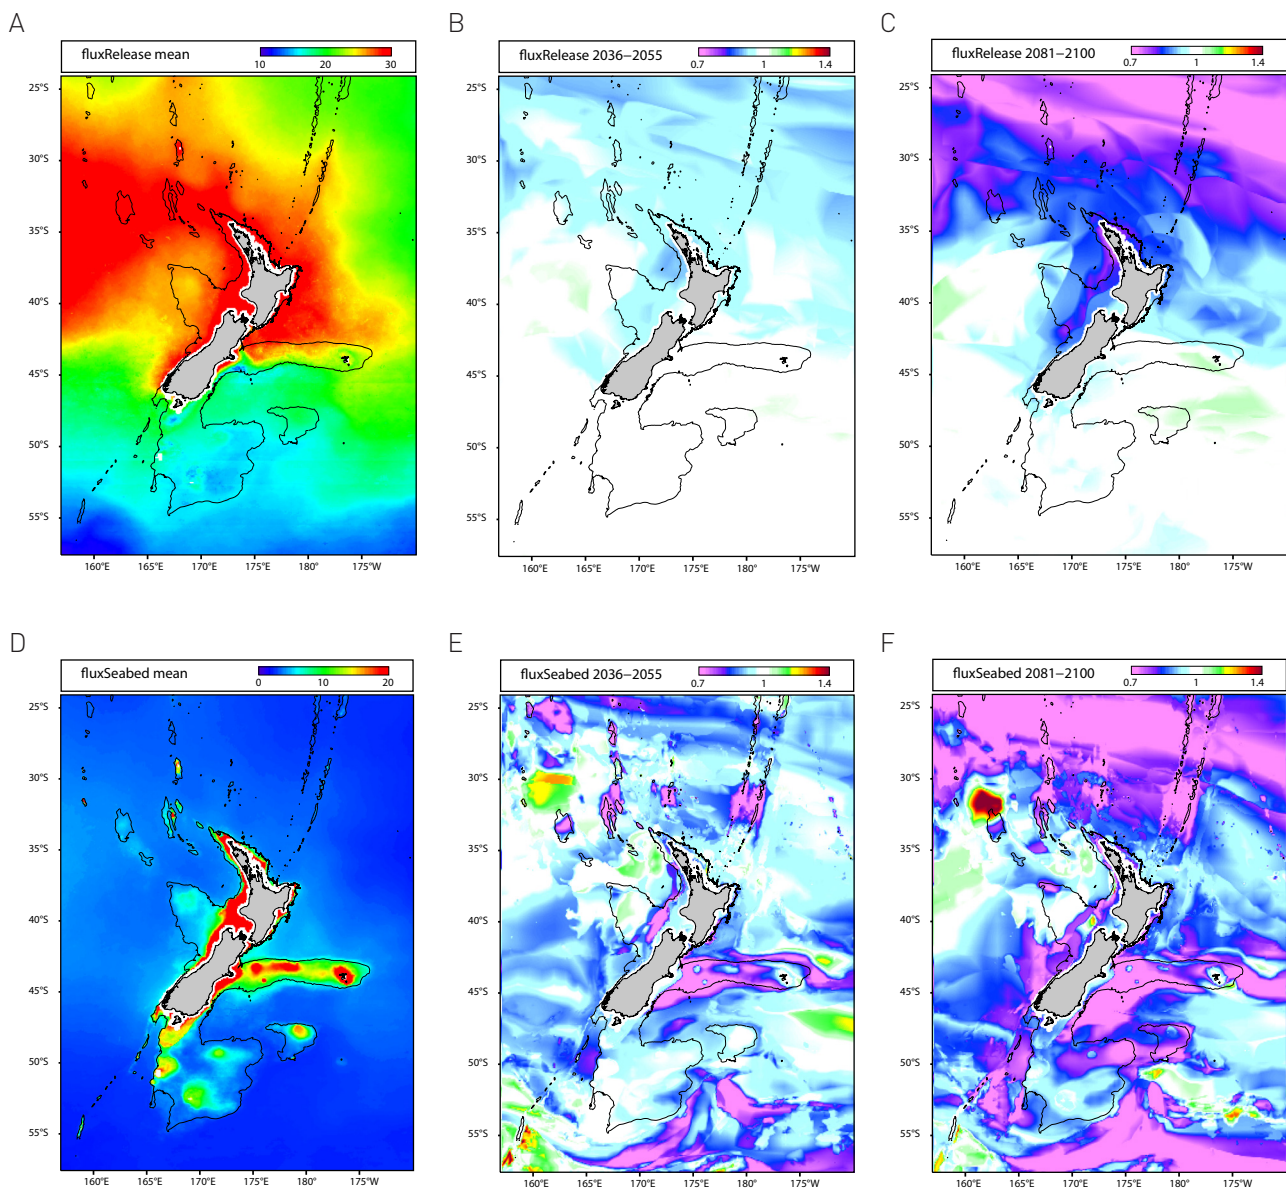 A
B
C
fluxRelease mean
10 20 30
fluxRelease 2036–2055
0.7 1 1.4
fluxRelease 2081–2100
0.7 1 1.4
25°S
30°S
35°S
40°S
45°S
50°S
55°S
160°E 165°E 170°E 175°E 180° 175°W
25°S
30°S
35°S
40°S
45°S
50°S
55°S
160°E 165°E 170°E 175°E 180° 175°W
25°S
30°S
35°S
40°S
45°S
50°S
55°S
160°E 165°E 170°E 175°E 180° 175°W
D
E
F
fluxSeabed mean
0 10 20
fluxSeabed 2036–2055
0.7 1 1.4
fluxSeabed 2081–2100
0.7 1 1.4
25°S
30°S
35°S
40°S
45°S
50°S
55°S
160°E 165°E 170°E 175°E 180° 175°W
25°S
30°S
35°S
40°S
45°S
50°S
55°S
160°E 165°E 170°E 175°E 180° 175°W
25°S
30°S
35°S
40°S
45°S
50°S
55°S
160°E 165°E 170°E 175°E 180° 175°W